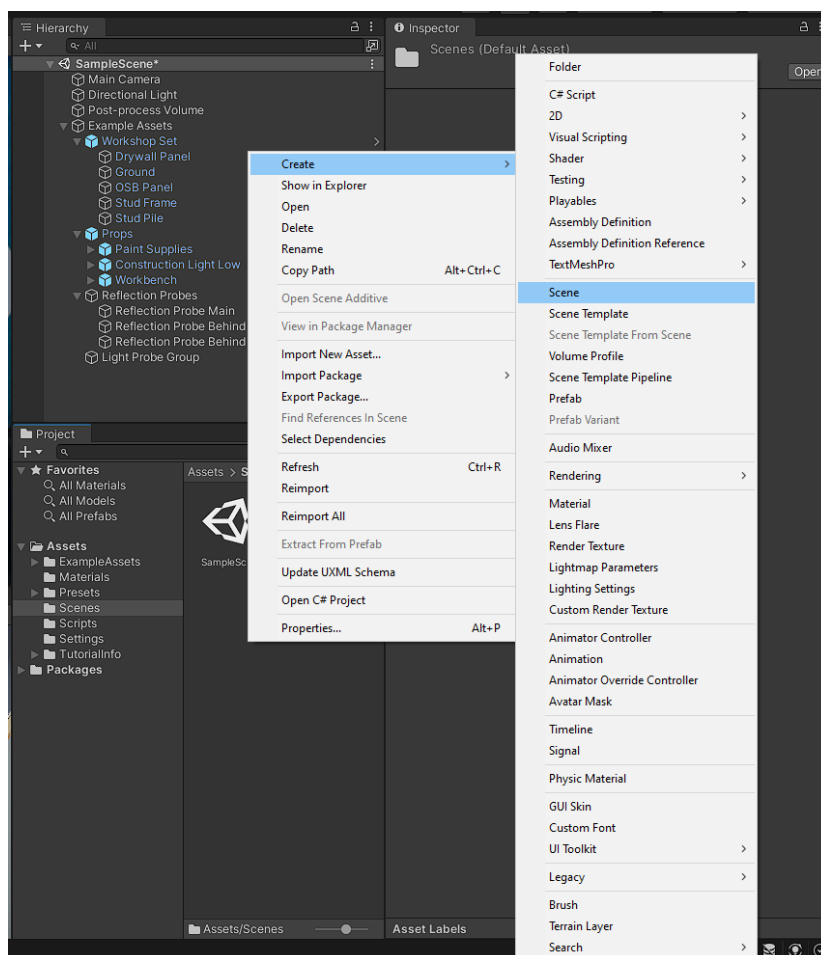 Hierarchy
All
SampleScene*
Main Camera
Directional Light
Post-process Volume
Example Assets
Workshop Set
Drywall Panel
Ground
OSB Panel
Stud Frame
Stud Pile
Props
Paint Supplies
Construction Light Low
Workbench
Reflection Probes
Reflection Probe Main
Reflection Probe Behind
Reflection Probe Behind
Light Probe Group
Inspector
Scenes (Default Asset)
Open
Project
Favorites
All Materials
All Models
All Prefabs
Assets
ExampleAssets
Materials
Presets
Scenes
Scripts
Settings
TutorialInfo
Packages
Assets > S
SampleSc
Assets/Scenes
Asset Labels
Create >
Show in Explorer
Open
Delete
Rename
Copy Path Alt+Ctrl+C
Open Scene Additive
View in Package Manager
Import New Asset...
Import Package >
Export Package...
Find References In Scene
Select Dependencies
Refresh Ctrl+R
Reimport
Reimport All
Extract From Prefab
Update UXML Schema
Open C# Project
Properties... Alt+P
Folder
C# Script
2D >
Visual Scripting >
Shader >
Testing >
Playables >
Assembly Definition
Assembly Definition Reference
TextMeshPro >
Scene
Scene Template
Scene Template From Scene
Volume Profile
Scene Template Pipeline
Prefab
Prefab Variant
Audio Mixer
Rendering >
Material
Lens Flare
Render Texture
Lightmap Parameters
Lighting Settings
Custom Render Texture
Animator Controller
Animation
Animator Override Controller
Avatar Mask
Timeline
Signal
Physic Material
GUI Skin
Custom Font
UI Toolkit >
Legacy >
Brush
Terrain Layer
Search >